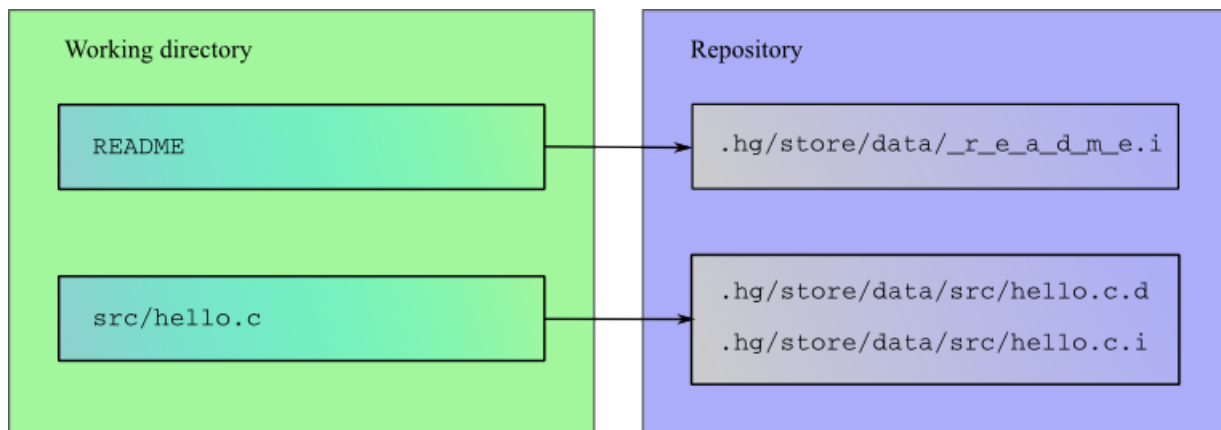 Working directory
README
src/hello.c
Repository
.hg/store/data/_r_e_a_d_m_e.i
.hg/store/data/src/hello.c.d
.hg/store/data/src/hello.c.i